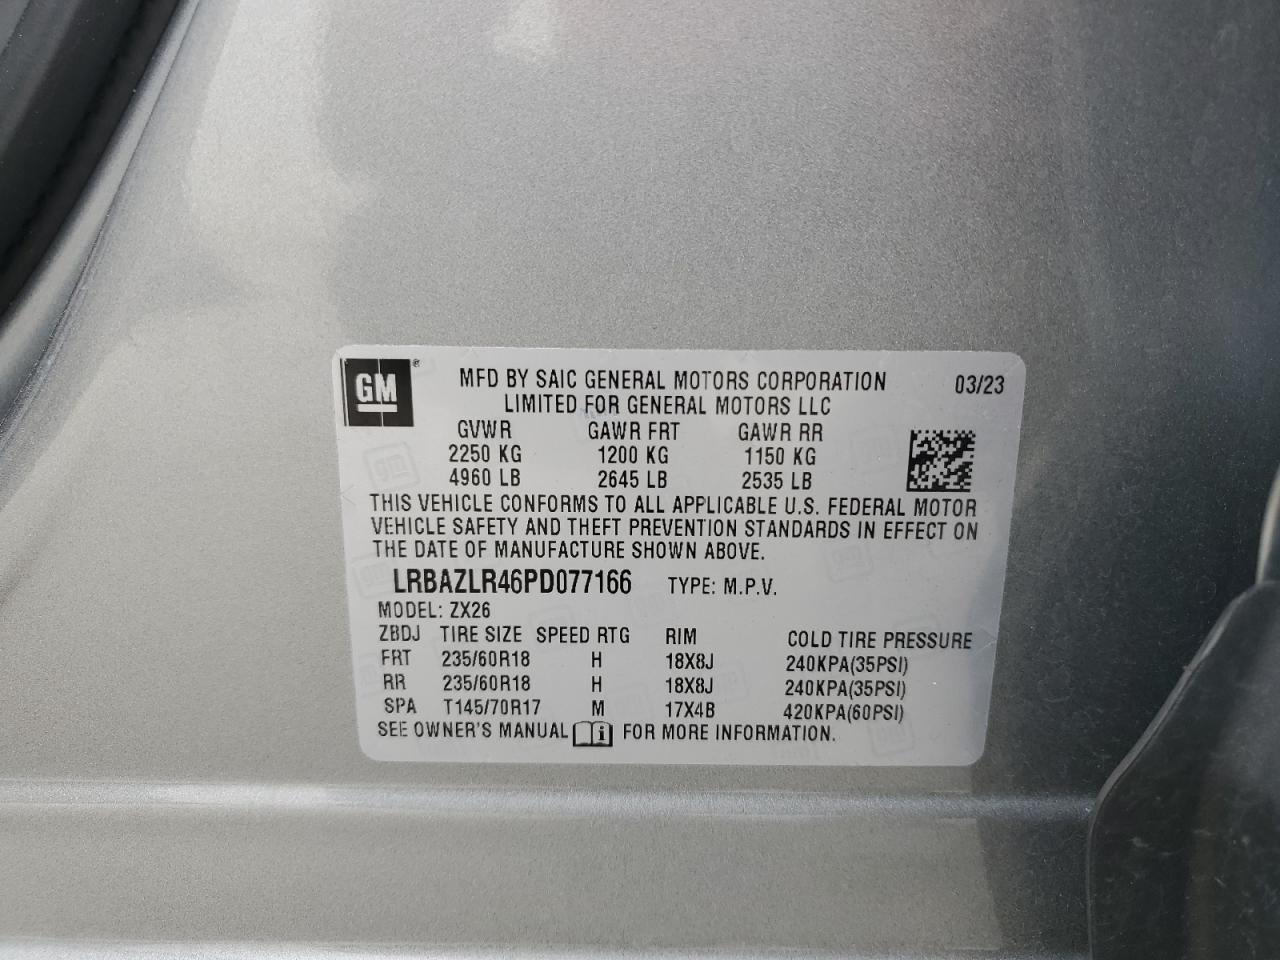 GM ®
MFD BY SAIC GENERAL MOTORS CORPORATION 03/23
LIMITED FOR GENERAL MOTORS LLC
GVWR GAWR FRT GAWR RR
2250 KG 1200 KG 1150 KG
4960 LB 2645 LB 2535 LB
THIS VEHICLE CONFORMS TO ALL APPLICABLE U.S. FEDERAL MOTOR
VEHICLE SAFETY AND THEFT PREVENTION STANDARDS IN EFFECT ON
THE DATE OF MANUFACTURE SHOWN ABOVE.
LRBAZLR46PD077166 TYPE: M.P.V.
MODEL: ZX26
ZBDJ TIRE SIZE SPEED RTG RIM COLD TIRE PRESSURE
FRT 235/60R18 H 18X8J 240KPA(35PSI)
RR 235/60R18 H 18X8J 240KPA(35PSI)
SPA T145/70R17 M 17X4B 420KPA(60PSI)
SEE OWNER'S MANUAL i FOR MORE INFORMATION.